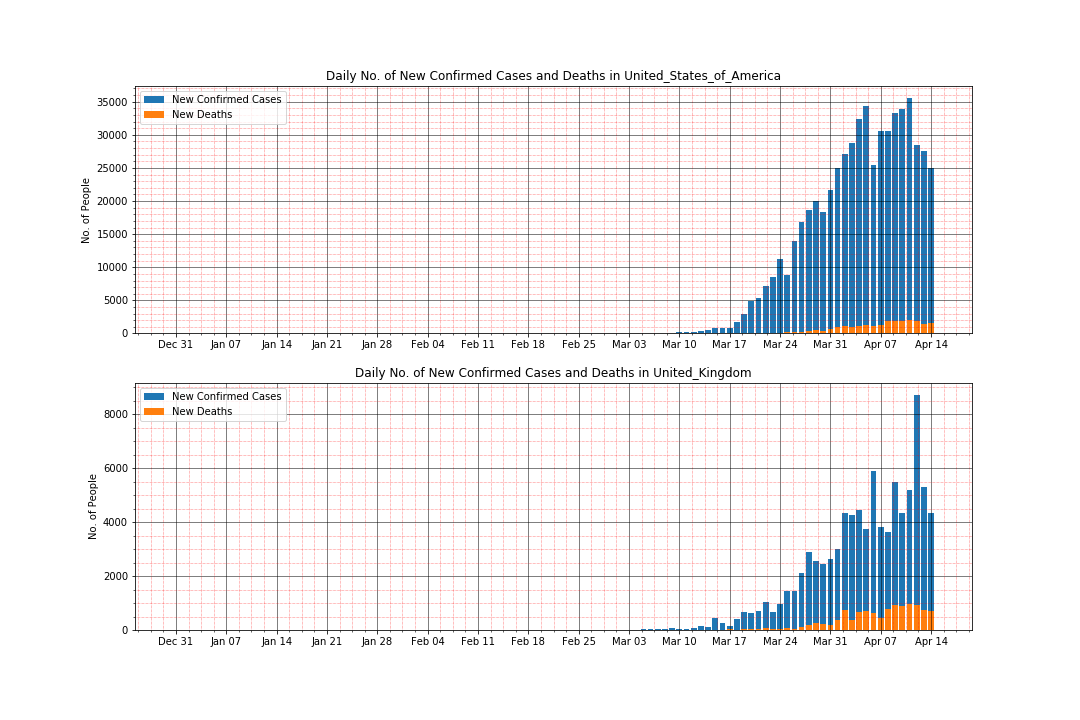 Daily No. of New Confirmed Cases and Deaths in United_States_of_America
New Confirmed Cases
New Deaths
No. of People
35000
30000
25000
20000
15000
10000
5000
0
Dec 31 Jan 07 Jan 14 Jan 21 Jan 28 Feb 04 Feb 11 Feb 18 Feb 25 Mar 03 Mar 10 Mar 17 Mar 24 Mar 31 Apr 07 Apr 14
Daily No. of New Confirmed Cases and Deaths in United_Kingdom
New Confirmed Cases
New Deaths
No. of People
8000
6000
4000
2000
0
Dec 31 Jan 07 Jan 14 Jan 21 Jan 28 Feb 04 Feb 11 Feb 18 Feb 25 Mar 03 Mar 10 Mar 17 Mar 24 Mar 31 Apr 07 Apr 14